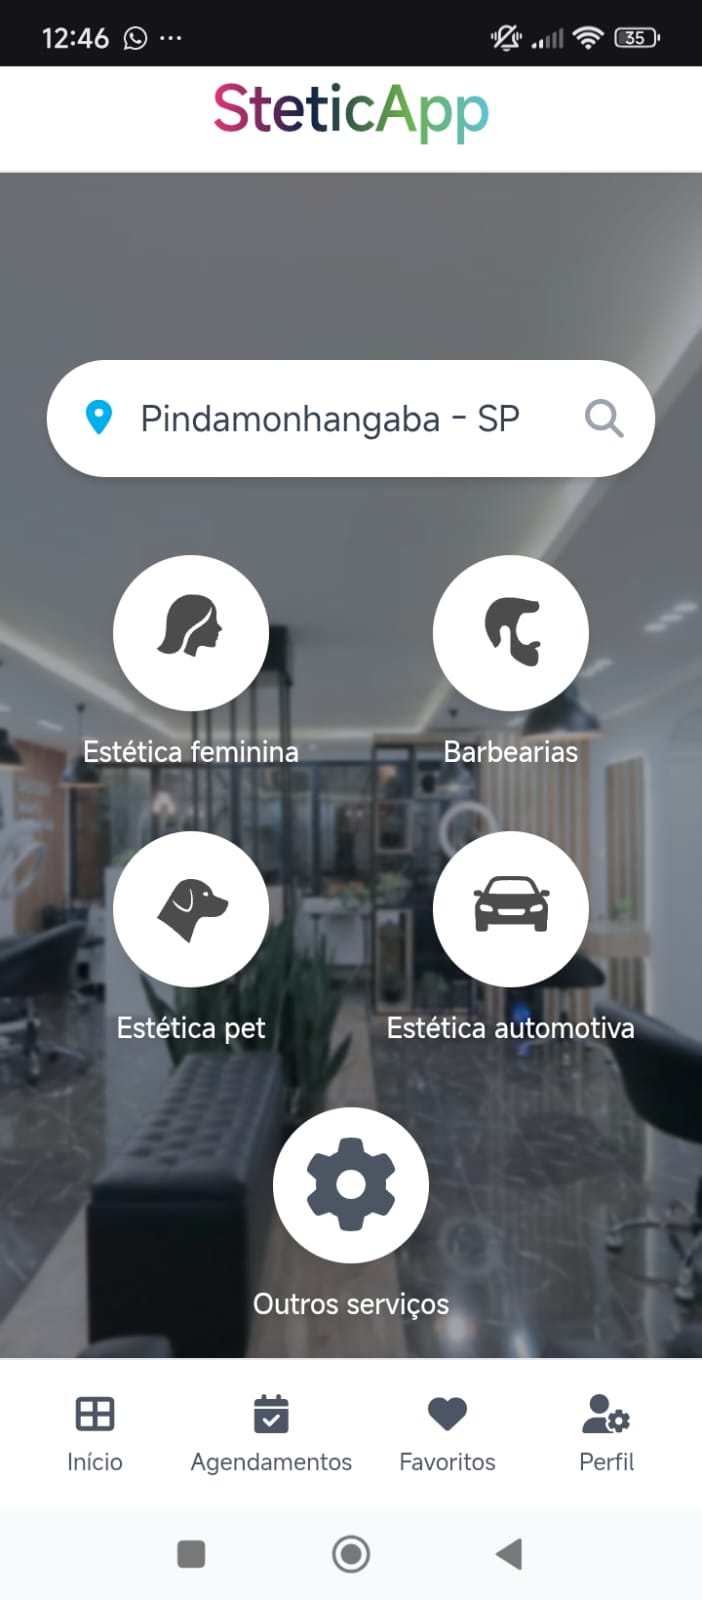 12:46
35
SteticApp
Pindamonhangaba - SP
Estética feminina
Barbearias
Estética pet
Estética automotiva
Outros serviços
Início
Agendamentos
Favoritos
Perfil